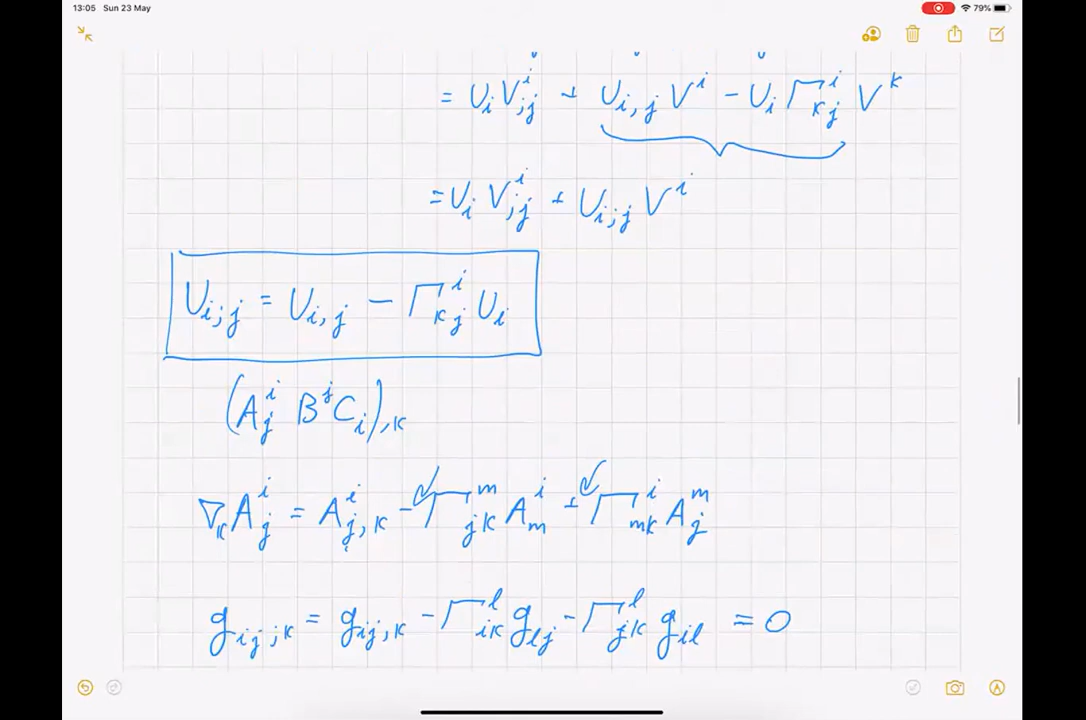 13:05 Sun 23 May 79%
= U_i V^i_{;j} + U_{i,j} V^i − U_i Γ^i_{kj} V^k
= U_i V^i_{;j} + U_{i;j} V^i
U_{i;j} = U_{i,j} − Γ^i_{kj} U_i
(A^i_j B^j C_i)_{,k}
∇_k A^i_j = A^i_{j,k} − Γ^m_{jk} A^i_m + Γ^i_{mk} A^m_j
g_{ij;k} = g_{ij,k} − Γ^l_{ik} g_{lj} − Γ^l_{jk} g_{il} = 0